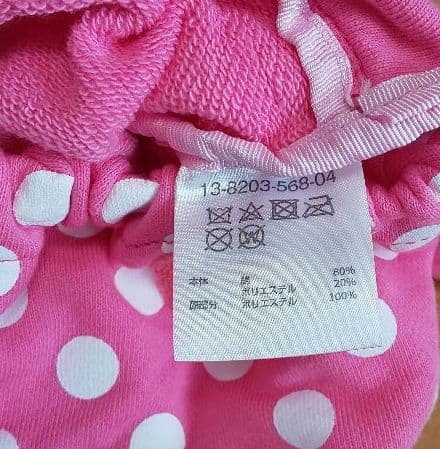 13-8203-568-04
本体 綿 80%
ポリエステル 20%
別部分 ポリエステル 100%